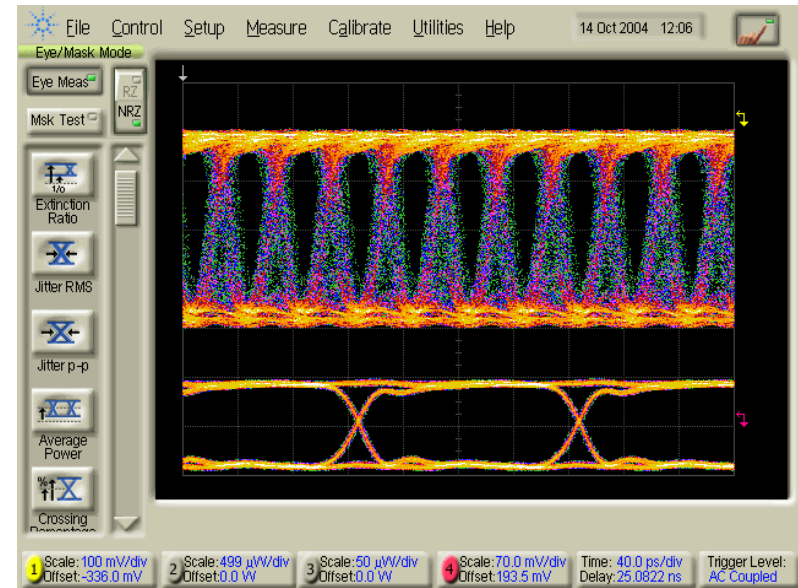 File Control Setup Measure Calibrate Utilities Help 14 Oct 2004 12:06
Eye/Mask Mode
Eye Meas
RZ
NRZ
Msk Test
1/0
Extinction
Ratio
Jitter RMS
Jitter p-p
Average
Power
%
Crossing
Percentage
1 Scale: 100 mV/div
Offset:-336.0 mV
2 Scale: 499 µW/div
Offset:0.0 W
3 Scale: 50 µW/div
Offset:0.0 W
4 Scale: 70.0 mV/div
Offset:193.5 mV
Time: 40.0 ps/div
Delay:25.0822 ns
Trigger Level:
AC Coupled